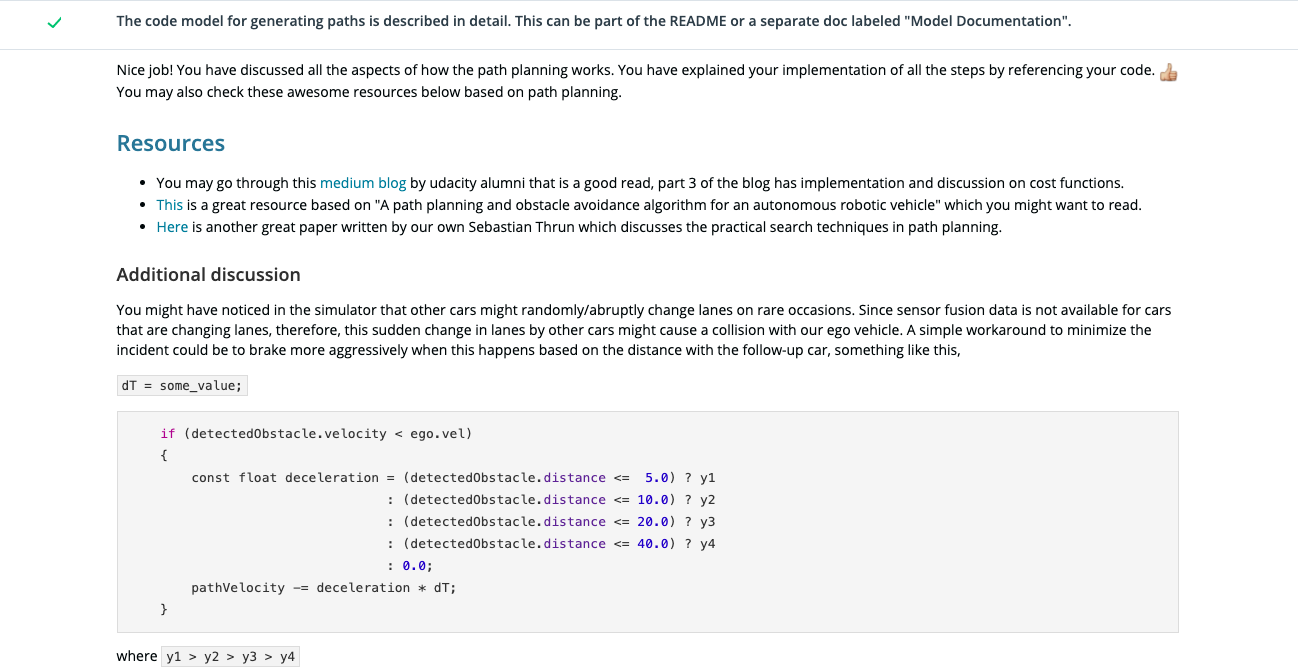 The code model for generating paths is described in detail. This can be part of the README or a separate doc labeled "Model Documentation".
Nice job! You have discussed all the aspects of how the path planning works. You have explained your implementation of all the steps by referencing your code. 👍
You may also check these awesome resources below based on path planning.
Resources
• You may go through this medium blog by udacity alumni that is a good read, part 3 of the blog has implementation and discussion on cost functions.
• This is a great resource based on "A path planning and obstacle avoidance algorithm for an autonomous robotic vehicle" which you might want to read.
• Here is another great paper written by our own Sebastian Thrun which discusses the practical search techniques in path planning.
Additional discussion
You might have noticed in the simulator that other cars might randomly/abruptly change lanes on rare occasions. Since sensor fusion data is not available for cars
that are changing lanes, therefore, this sudden change in lanes by other cars might cause a collision with our ego vehicle. A simple workaround to minimize the
incident could be to brake more aggressively when this happens based on the distance with the follow-up car, something like this,
dT = some_value;
if (detectedObstacle.velocity < ego.vel)
{
const float deceleration = (detectedObstacle.distance <=  5.0) ? y1
: (detectedObstacle.distance <= 10.0) ? y2
: (detectedObstacle.distance <= 20.0) ? y3
: (detectedObstacle.distance <= 40.0) ? y4
: 0.0;
pathVelocity -= deceleration * dT;
}
where y1 > y2 > y3 > y4